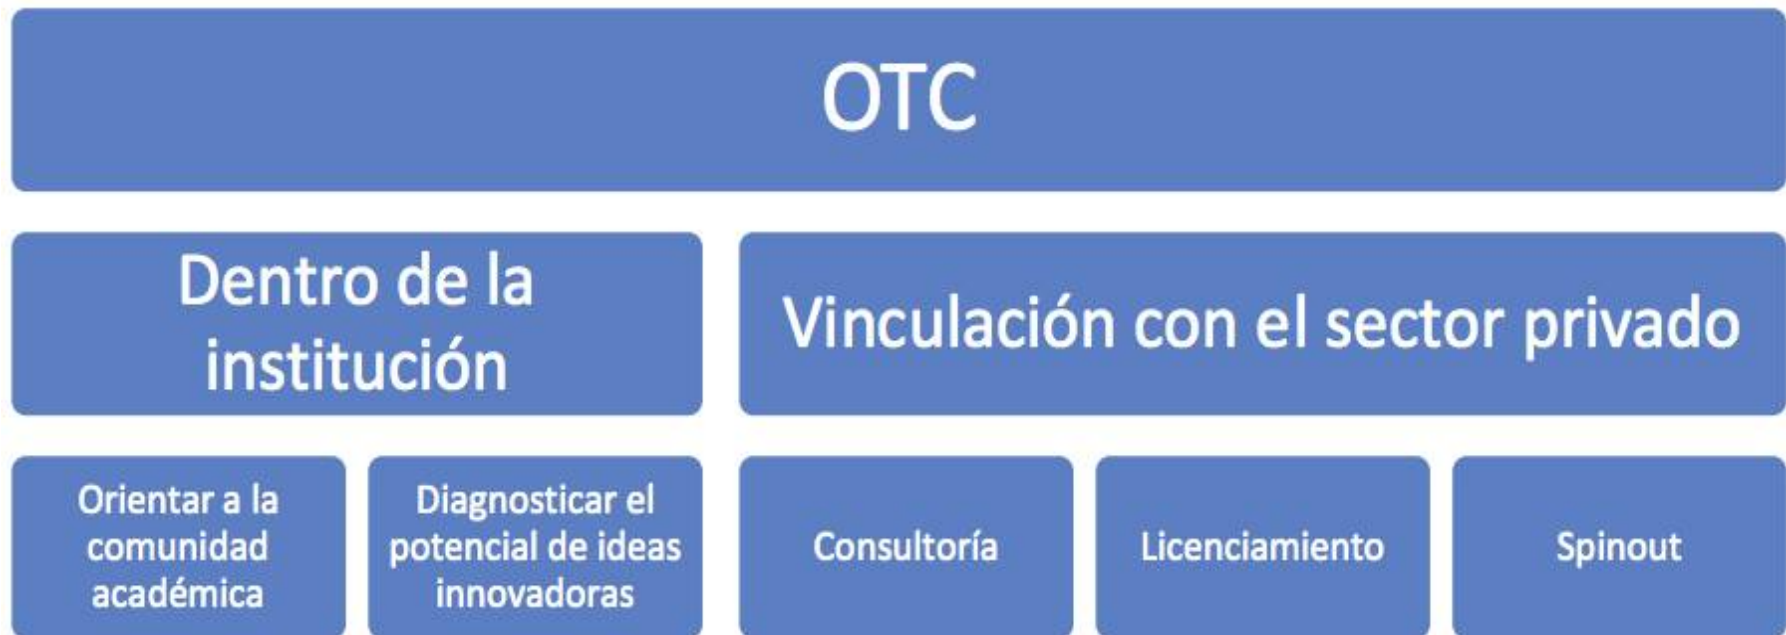 OTC
Dentro de la
institución
Vinculación con el sector privado
Orientar a la
comunidad
académica
Diagnosticar el
potencial de ideas
innovadoras
Consultoría
Licenciamiento
Spinout